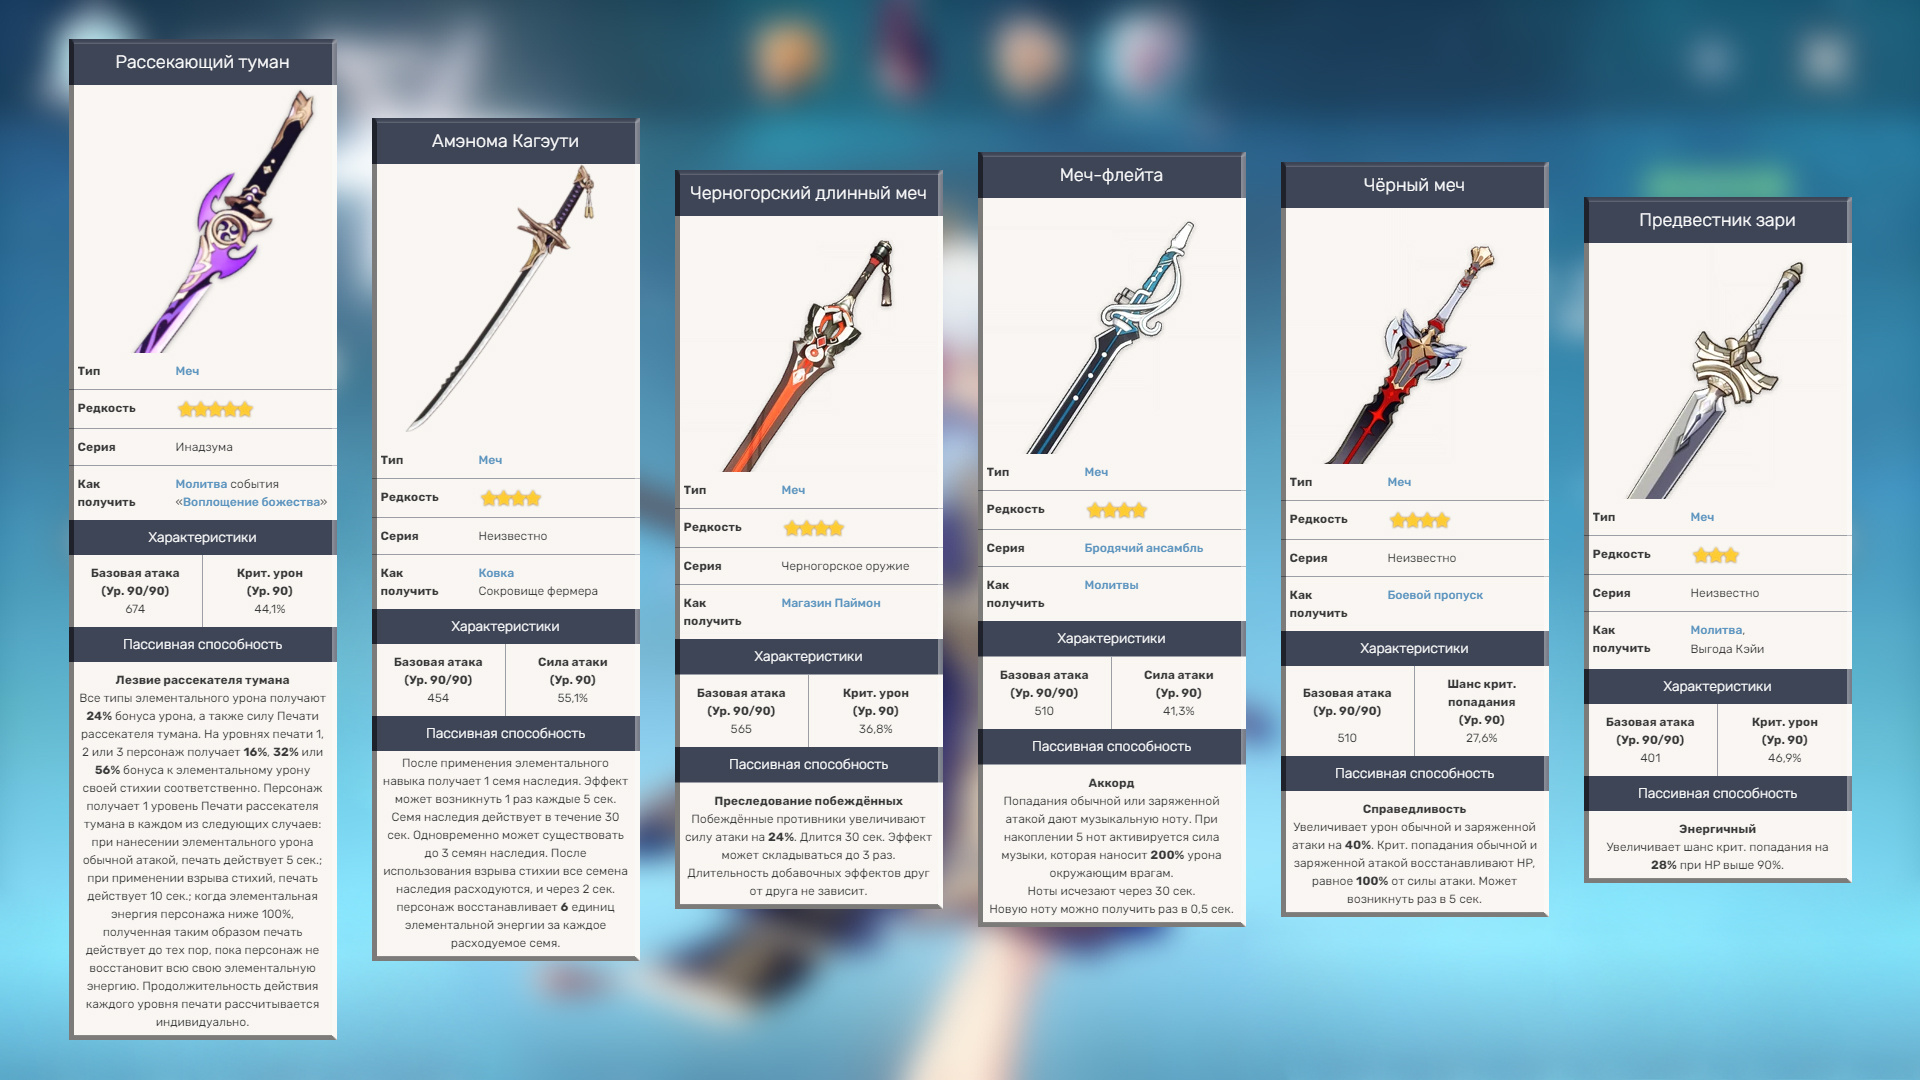 Рассекающий туман
Тип Меч
Редкость
Серия Инадзума
Как получить Молитва события
«Воплощение божества»
Характеристики
Базовая атака (Ур. 90/90) 674
Крит. урон (Ур. 90) 44,1%
Пассивная способность
Лезвие рассекателя тумана
Все типы элементального урона получают
24% бонуса урона, а также силу Печати
рассекателя тумана. На уровнях печати 1,
2 или 3 персонаж получает 16%, 32% или
56% бонуса к элементальному урону
своей стихии соответственно. Персонаж
получает 1 уровень Печати рассекателя
тумана в каждом из следующих случаев:
при нанесении элементального урона
обычной атакой, печать действует 5 сек.;
при применении взрыва стихий, печать
действует 10 сек.; когда элементальная
энергия персонажа ниже 100%,
полученная таким образом печать
действует до тех пор, пока персонаж не
восстановит всю свою элементальную
энергию. Продолжительность действия
каждого уровня печати рассчитывается
индивидуально.
Амэнома Кагэути
Тип Меч
Редкость
Серия Неизвестно
Как получить Ковка
Сокровище фермера
Характеристики
Базовая атака (Ур. 90/90) 454
Сила атаки (Ур. 90) 55,1%
Пассивная способность
После применения элементального
навыка получает 1 семя наследия. Эффект
может возникнуть 1 раз каждые 5 сек.
Семя наследия действует в течение 30
сек. Одновременно может существовать
до 3 семян наследия. После
использования взрыва стихии все семена
наследия расходуются, и через 2 сек.
персонаж восстанавливает 6 единиц
элементальной энергии за каждое
расходуемое семя.
Черногорский длинный меч
Тип Меч
Редкость
Серия Черногорское оружие
Как получить Магазин Паймон
Характеристики
Базовая атака (Ур. 90/90) 565
Крит. урон (Ур. 90) 36,8%
Пассивная способность
Преследование побеждённых
Побеждённые противники увеличивают
силу атаки на 24%. Длится 30 сек. Эффект
может складываться до 3 раз.
Длительность добавочных эффектов друг
от друга не зависит.
Меч-флейта
Тип Меч
Редкость
Серия Бродячий ансамбль
Как получить Молитвы
Характеристики
Базовая атака (Ур. 90/90) 510
Сила атаки (Ур. 90) 41,3%
Пассивная способность
Аккорд
Попадания обычной или заряженной
атакой дают музыкальную ноту. При
накоплении 5 нот активируется сила
музыки, которая наносит 200% урона
окружающим врагам.
Ноты исчезают через 30 сек.
Новую ноту можно получить раз в 0,5 сек.
Чёрный меч
Тип Меч
Редкость
Серия Неизвестно
Как получить Боевой пропуск
Характеристики
Базовая атака (Ур. 90/90) 510
Шанс крит. попадания (Ур. 90) 27,6%
Пассивная способность
Справедливость
Увеличивает урон обычной и заряженной
атаки на 40%. Крит. попадания обычной и
заряженной атакой восстанавливают HP,
равное 100% от силы атаки. Может
возникнуть раз в 5 сек.
Предвестник зари
Тип Меч
Редкость
Серия Неизвестно
Как получить Молитва,
Выгода Кэйи
Характеристики
Базовая атака (Ур. 90/90) 401
Крит. урон (Ур. 90) 46,9%
Пассивная способность
Энергичный
Увеличивает шанс крит. попадания на
28% при HP выше 90%.